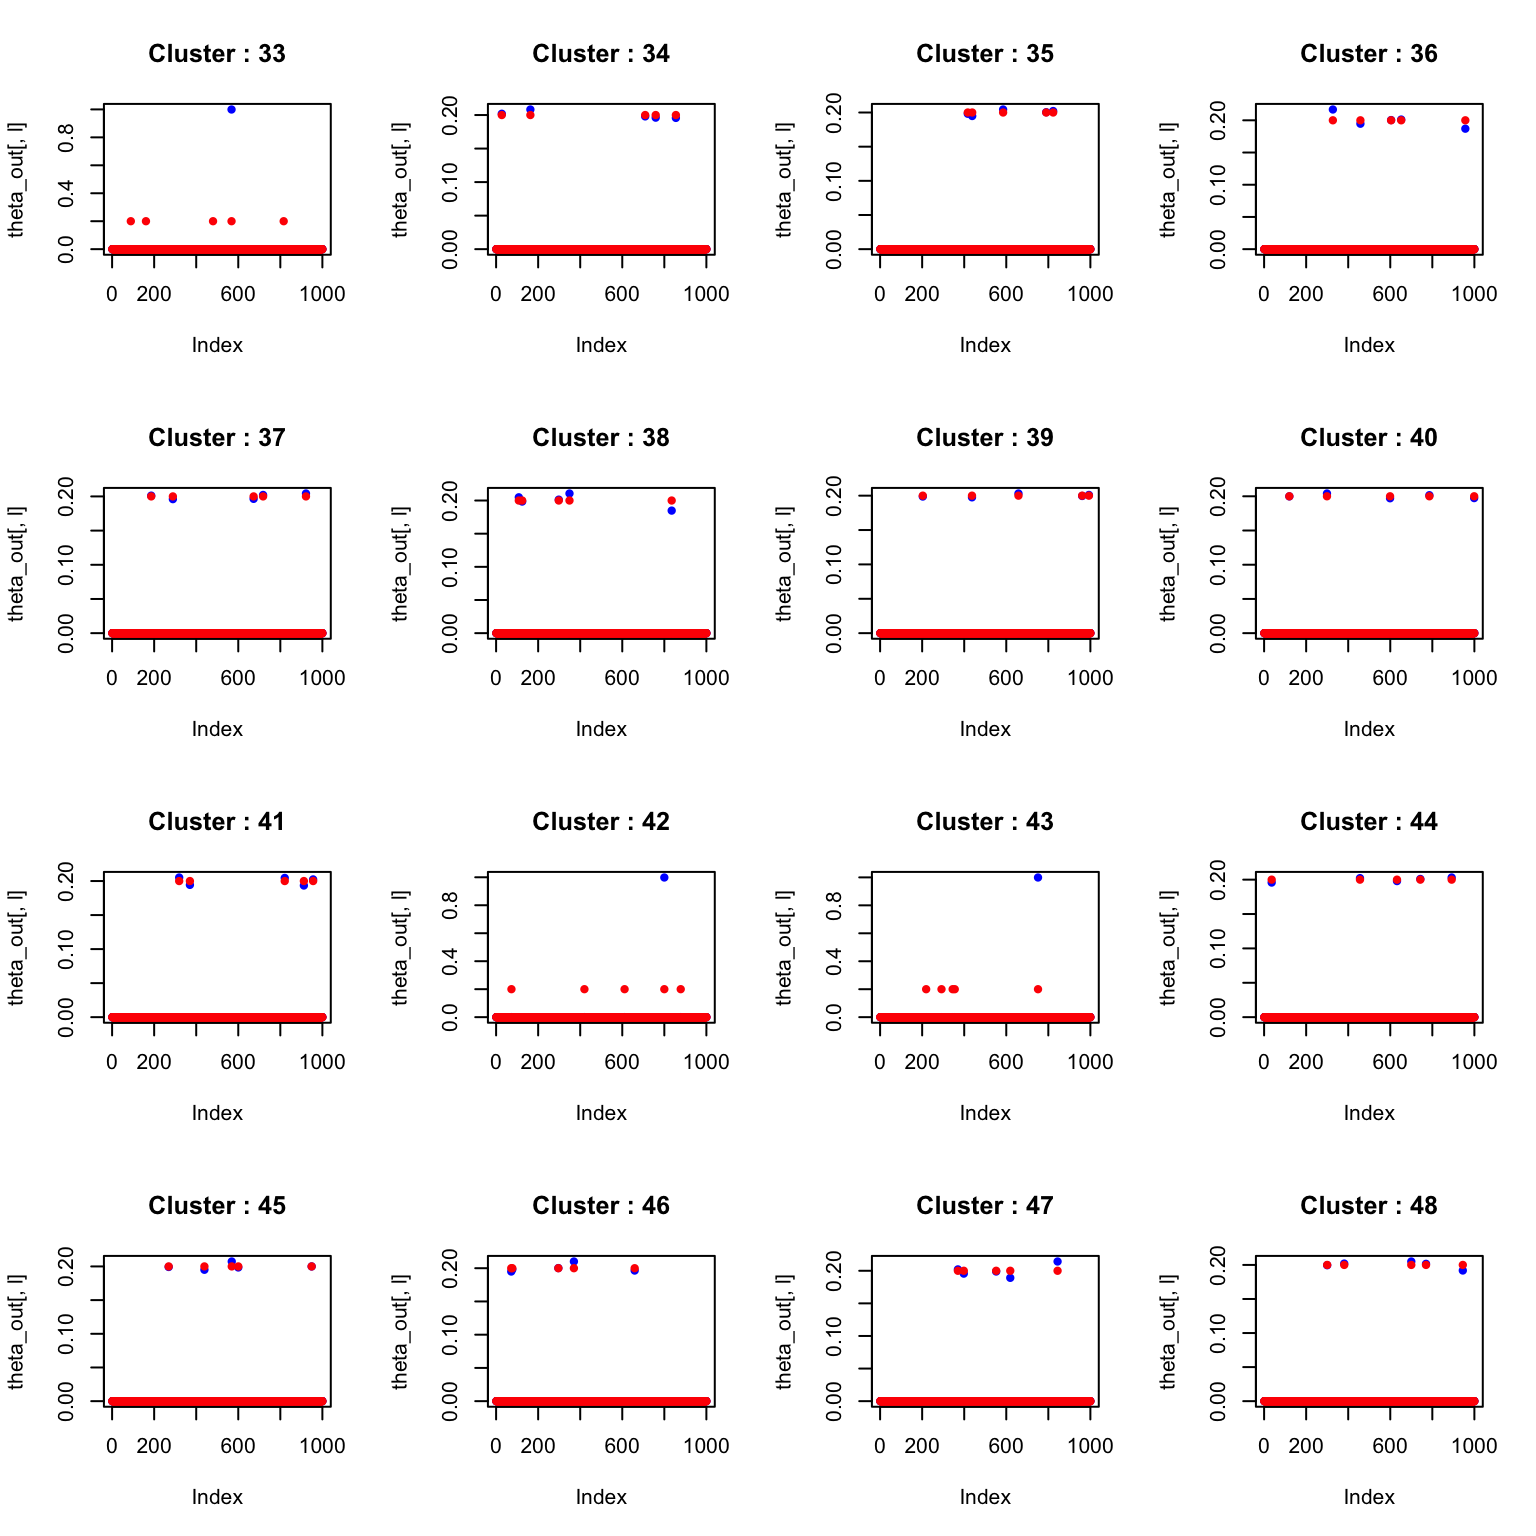 Cluster : 33
theta_out[, l]
0.0 0.4 0.8
0 200 600 1000
Index
Cluster : 34
theta_out[, l]
0.00 0.10 0.20
0 200 600 1000
Index
Cluster : 35
theta_out[, l]
0.00 0.10 0.20
0 200 600 1000
Index
Cluster : 36
theta_out[, l]
0.00 0.10 0.20
0 200 600 1000
Index
Cluster : 37
theta_out[, l]
0.00 0.10 0.20
0 200 600 1000
Index
Cluster : 38
theta_out[, l]
0.00 0.10 0.20
0 200 600 1000
Index
Cluster : 39
theta_out[, l]
0.00 0.10 0.20
0 200 600 1000
Index
Cluster : 40
theta_out[, l]
0.00 0.10 0.20
0 200 600 1000
Index
Cluster : 41
theta_out[, l]
0.00 0.10 0.20
0 200 600 1000
Index
Cluster : 42
theta_out[, l]
0.0 0.4 0.8
0 200 600 1000
Index
Cluster : 43
theta_out[, l]
0.0 0.4 0.8
0 200 600 1000
Index
Cluster : 44
theta_out[, l]
0.00 0.10 0.20
0 200 600 1000
Index
Cluster : 45
theta_out[, l]
0.00 0.10 0.20
0 200 600 1000
Index
Cluster : 46
theta_out[, l]
0.00 0.10 0.20
0 200 600 1000
Index
Cluster : 47
theta_out[, l]
0.00 0.10 0.20
0 200 600 1000
Index
Cluster : 48
theta_out[, l]
0.00 0.10 0.20
0 200 600 1000
Index